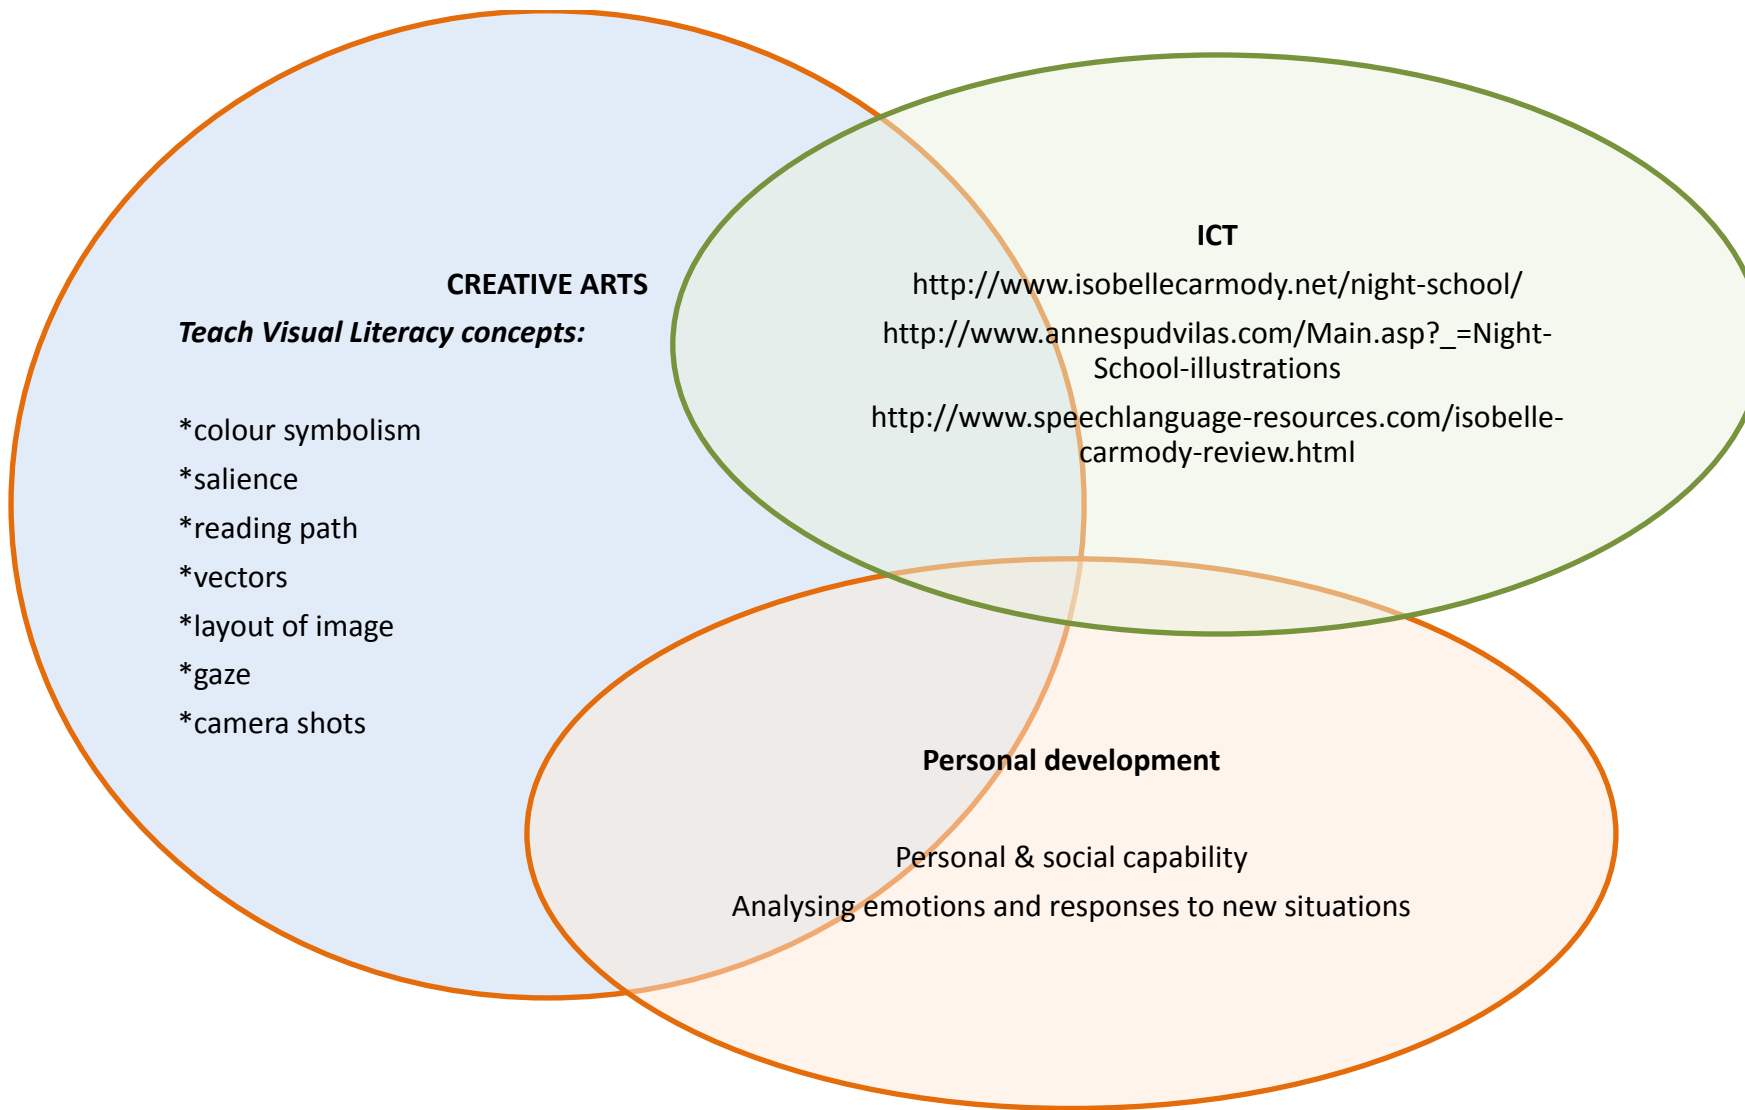 CREATIVE ARTS
Teach Visual Literacy concepts:
*colour symbolism
*salience
*reading path
*vectors
*layout of image
*gaze
*camera shots
ICT
http://www.isobellecarmody.net/night-school/
http://www.annespudvilas.com/Main.asp?_=Night-
School-illustrations
http://www.speechlanguage-resources.com/isobelle-
carmody-review.html
Personal development
Personal & social capability
Analysing emotions and responses to new situations